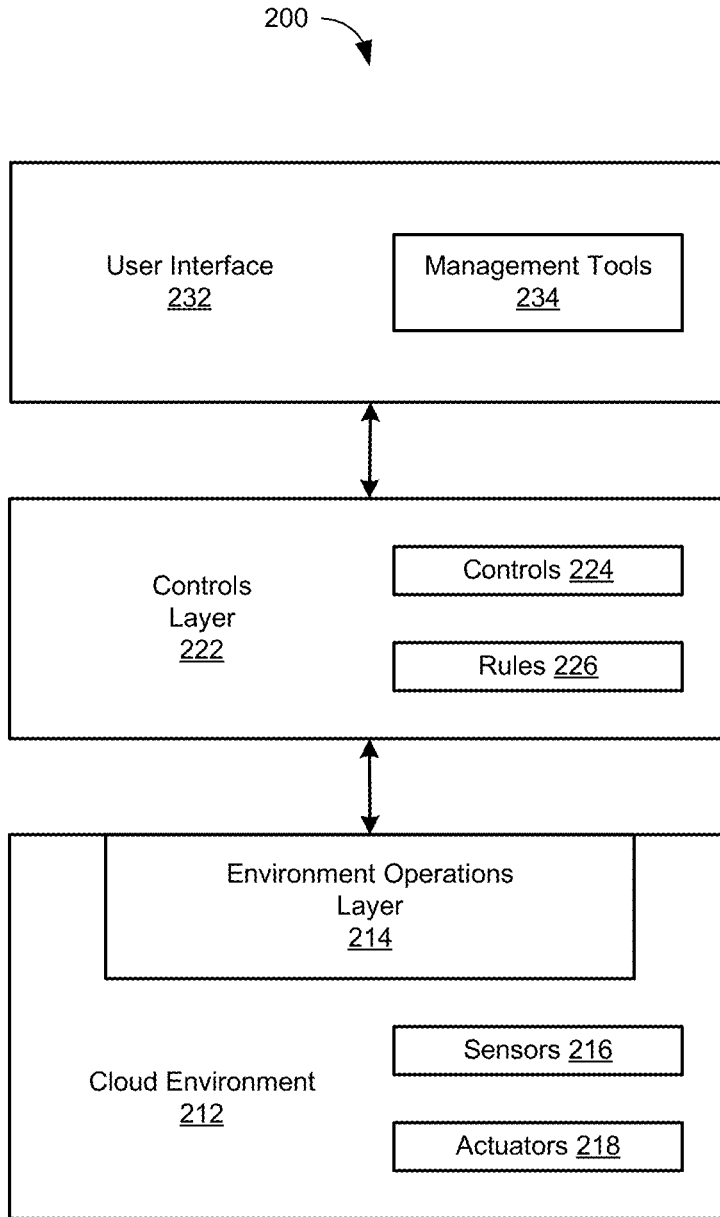 200
User Interface
232
Management Tools
234
Controls
Layer
222
Controls 224
Rules 226
Environment Operations
Layer
214
Cloud Environment
212
Sensors 216
Actuators 218